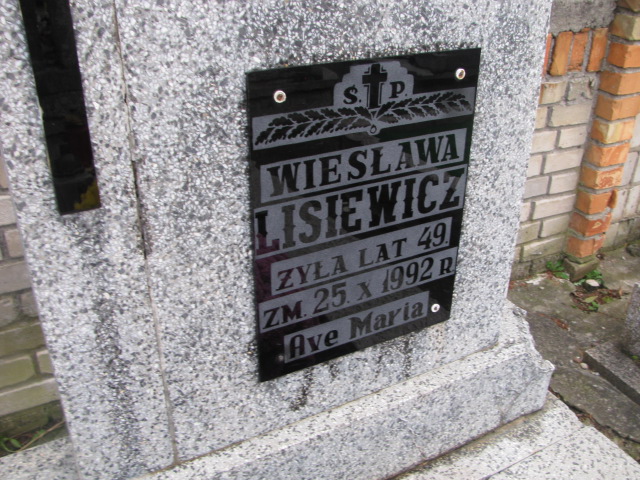 S. P.
WIESŁAWA
LISIEWICZ
ŻYŁA LAT 49.
ZM. 25. X 1992 R.
Ave Maria